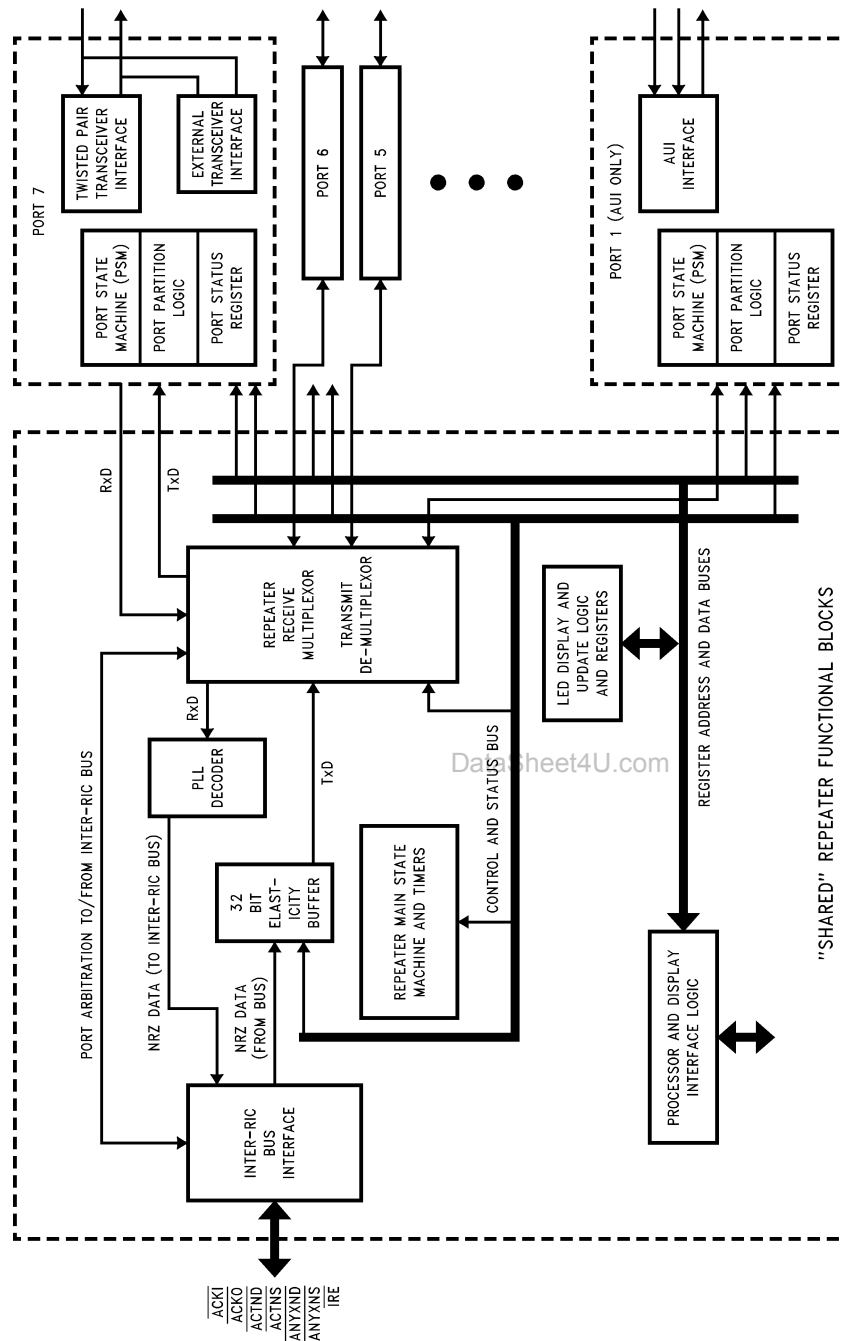 PORT 7
TWISTED PAIR
TRANSCEIVER
INTERFACE
EXTERNAL
TRANSCEIVER
INTERFACE
PORT STATE
MACHINE (PSM)
PORT PARTITION
LOGIC
PORT STATUS
REGISTER
PORT 6
PORT 5
PORT 1 (AUI ONLY)
AUI
INTERFACE
PORT STATE
MACHINE (PSM)
PORT PARTITION
LOGIC
PORT STATUS
REGISTER
RxD
TxD
REPEATER
RECEIVE
MULTIPLEXOR
TRANSMIT
DE-MULTIPLEXOR
RxD
PLL
DECODER
TxD
32
BIT
ELAST-
ICITY
BUFFER
PORT ARBITRATION TO/FROM INTER-RIC BUS
NRZ DATA (TO INTER-RIC BUS)
NRZ DATA
(FROM BUS)
INTER-RIC
BUS
INTERFACE
REPEATER MAIN STATE
MACHINE AND TIMERS
CONTROL AND STATUS BUS
LED DISPLAY AND
UPDATE LOGIC
AND REGISTERS
REGISTER ADDRESS AND DATA BUSES
PROCESSOR AND DISPLAY
INTERFACE LOGIC
"SHARED" REPEATER FUNCTIONAL BLOCKS
ACKI
ACKO
ACTND
ACTNS
ANYXND
ANYXNS
IRE
DataSheet4U.com